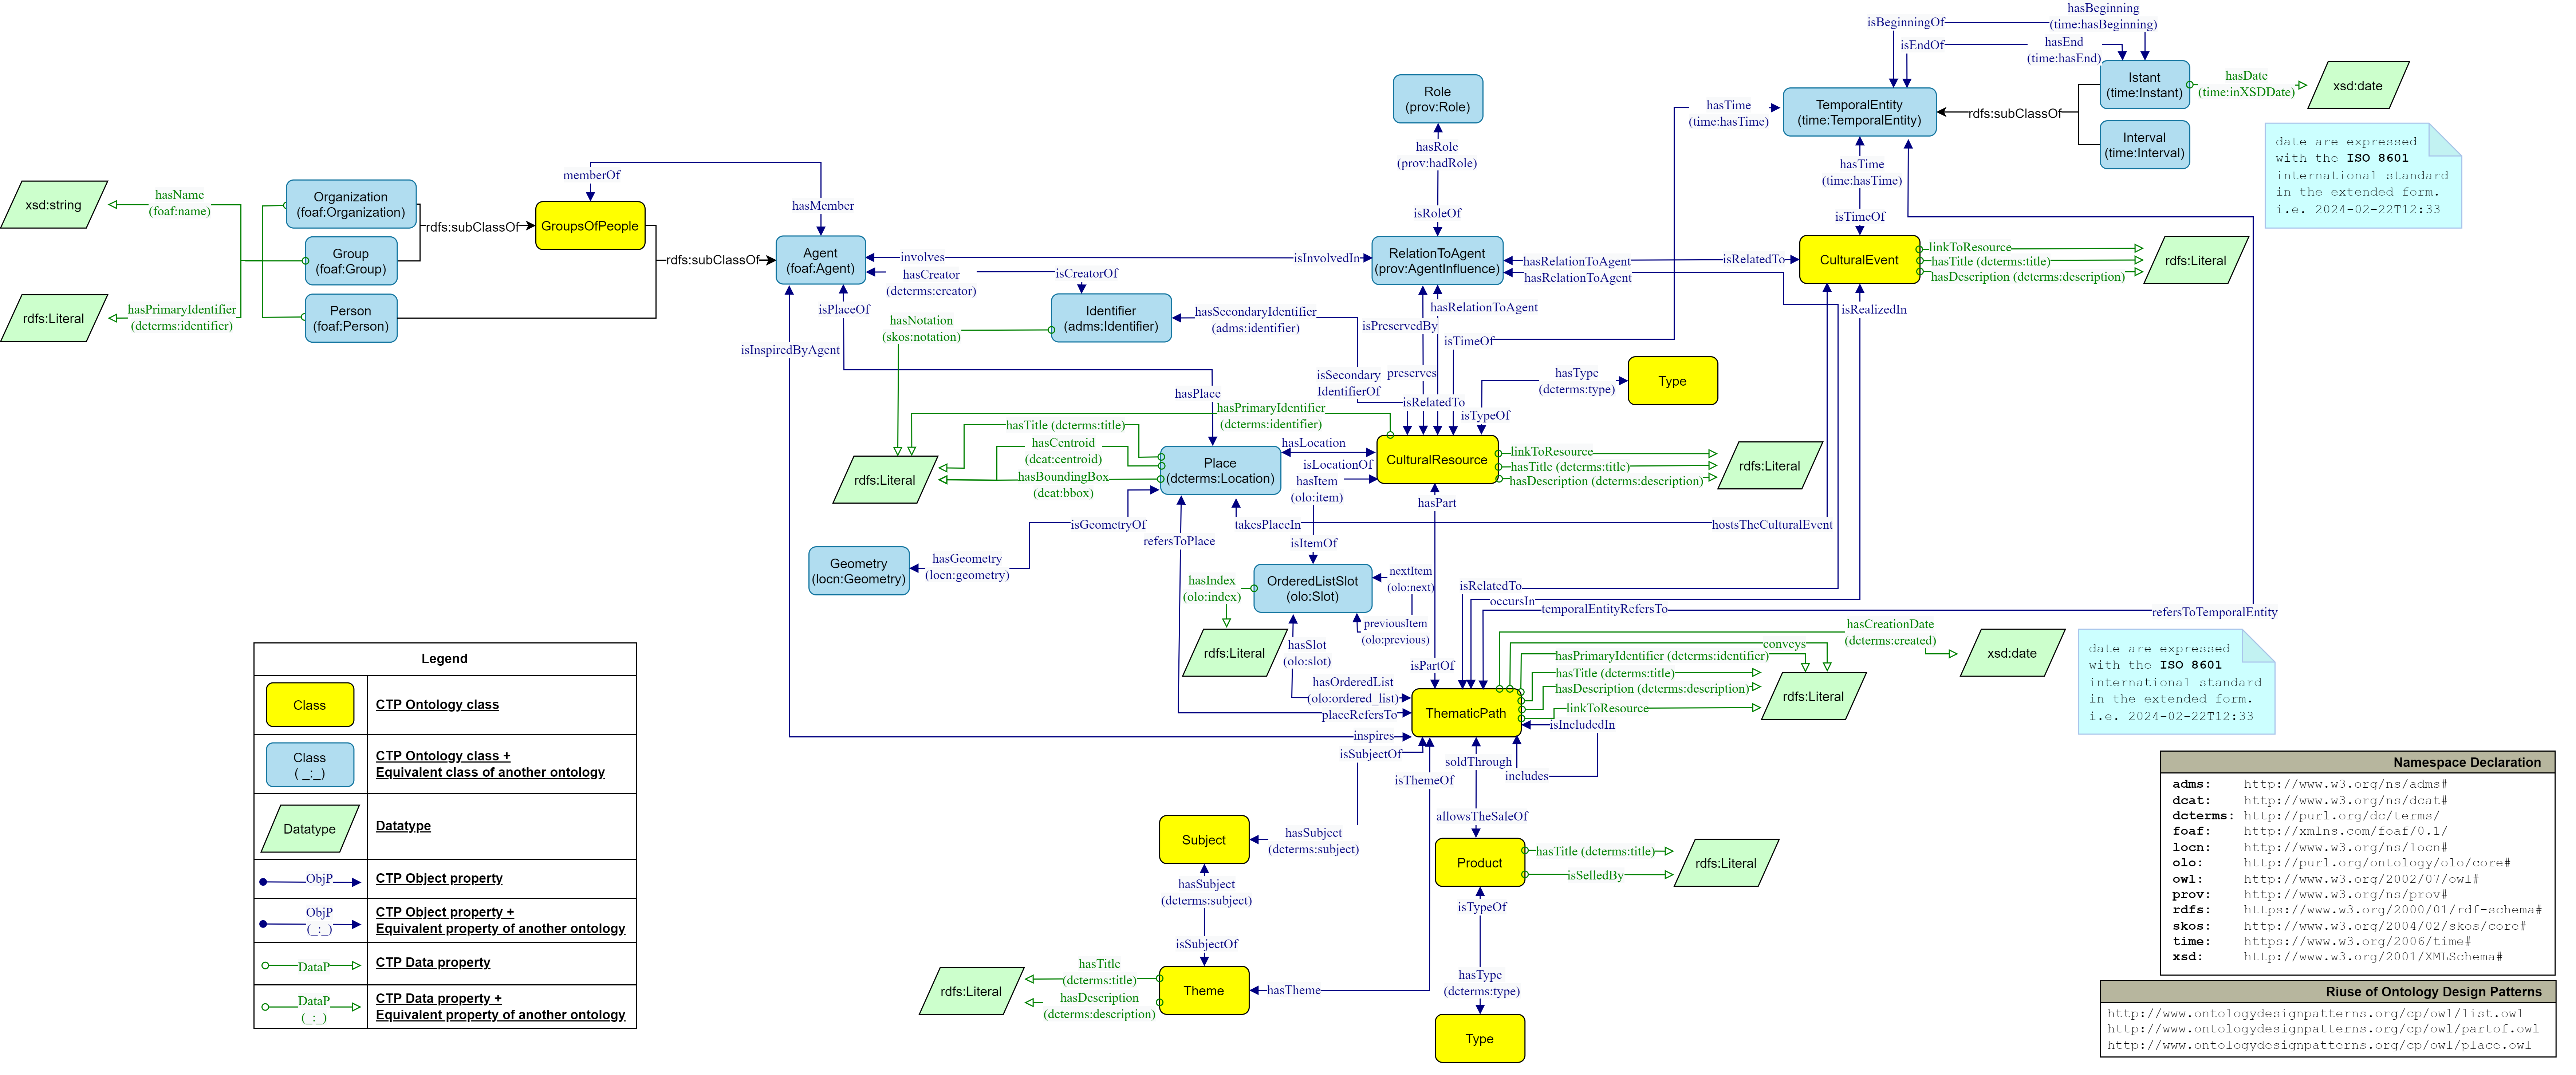 isBeginningOf
hasBeginning
(time:hasBeginning)
isEndOf
hasEnd
(time:hasEnd)
Istant
(time:Instant)
hasDate
(time:inXSDDate)
xsd:date
Role
(prov:Role)
hasTime
(time:hasTime)
TemporalEntity
(time:TemporalEntity)
rdfs:subClassOf
Interval
(time:Interval)
date are expressed
with the ISO 8601
international standard
in the extended form.
i.e. 2024-02-22T12:33
hasRole
(prov:hadRole)
isRoleOf
hasTime
(time:hasTime)
isTimeOf
xsd:string
hasName
(foaf:name)
Organization
(foaf:Organization)
rdfs:subClassOf
GroupsOfPeople
memberOf
hasMember
Group
(foaf:Group)
rdfs:subClassOf
Agent
(foaf:Agent)
rdfs:Literal
hasPrimaryIdentifier
(dcterms:identifier)
Person
(foaf:Person)
involves
isInvolvedIn
RelationToAgent
(prov:AgentInfluence)
hasRelationToAgent
isRelatedTo
hasRelationToAgent
CulturalEvent
linkToResource
hasTitle (dcterms:title)
hasDescription (dcterms:description)
rdfs:Literal
hasCreator
(dcterms:creator)
isCreatorOf
isPlaceOf
Identifier
(adms:Identifier)
hasSecondaryIdentifier
(adms:identifier)
hasNotation
(skos:notation)
isInspiredByAgent
hasRelationToAgent
isPreservedBy
isTimeOf
isRealizedIn
isSecondary
IdentifierOf
preserves
isRelatedTo
hasType
(dcterms:type)
Type
isTypeOf
hasPlace
hasPrimaryIdentifier
(dcterms:identifier)
hasTitle (dcterms:title)
hasCentroid
(dcat:centroid)
hasBoundingBox
(dcat:bbox)
rdfs:Literal
Place
(dcterms:Location)
hasLocation
isLocationOf
hasItem
(olo:item)
CulturalResource
linkToResource
hasTitle (dcterms:title)
hasDescription (dcterms:description)
rdfs:Literal
hasPart
isGeometryOf
takesPlaceIn
hostsTheCulturalEvent
refersToPlace
isItemOf
Geometry
(locn:Geometry)
hasGeometry
(locn:geometry)
hasIndex
(olo:index)
OrderedListSlot
(olo:Slot)
nextItem
(olo:next)
previousItem
(olo:previous)
isRelatedTo
occursIn
temporalEntityRefersTo
refersToTemporalEntity
rdfs:Literal
hasSlot
(olo:slot)
isPartOf
hasCreationDate
(dcterms:created)
xsd:date
conveys
hasPrimaryIdentifier (dcterms:identifier)
hasTitle (dcterms:title)
hasDescription (dcterms:description)
linkToResource
rdfs:Literal
date are expressed
with the ISO 8601
international standard
in the extended form.
i.e. 2024-02-22T12:33
hasOrderedList
(olo:ordered_list)
placeRefersTo
ThematicPath
isIncludedIn
inspires
isSubjectOf
isThemeOf
soldThrough
includes
allowsTheSaleOf
Subject
hasSubject
(dcterms:subject)
hasSubject
(dcterms:subject)
isSubjectOf
Product
hasTitle (dcterms:title)
isSelledBy
rdfs:Literal
isTypeOf
hasType
(dcterms:type)
Type
rdfs:Literal
hasTitle
(dcterms:title)
hasDescription
(dcterms:description)
Theme
hasTheme
Legend
Class
CTP Ontology class
Class
( _:_)
CTP Ontology class +
Equivalent class of another ontology
Datatype
Datatype
ObjP
CTP Object property
ObjP
(_:_)
CTP Object property +
Equivalent property of another ontology
DataP
CTP Data property
DataP
(_:_)
CTP Data property +
Equivalent property of another ontology
Namespace Declaration
adms: http://www.w3.org/ns/adms#
dcat: http://www.w3.org/ns/dcat#
dcterms: http://purl.org/dc/terms/
foaf: http://xmlns.com/foaf/0.1/
locn: http://www.w3.org/ns/locn#
olo: http://purl.org/ontology/olo/core#
owl: http://www.w3.org/2002/07/owl#
prov: http://www.w3.org/ns/prov#
rdfs: https://www.w3.org/2000/01/rdf-schema#
skos: http://www.w3.org/2004/02/skos/core#
time: https://www.w3.org/2006/time#
xsd: https://www.w3.org/2001/XMLSchema#
Riuse of Ontology Design Patterns
http://www.ontologydesignpatterns.org/cp/owl/list.owl
http://www.ontologydesignpatterns.org/cp/owl/partof.owl
http://www.ontologydesignpatterns.org/cp/owl/place.owl